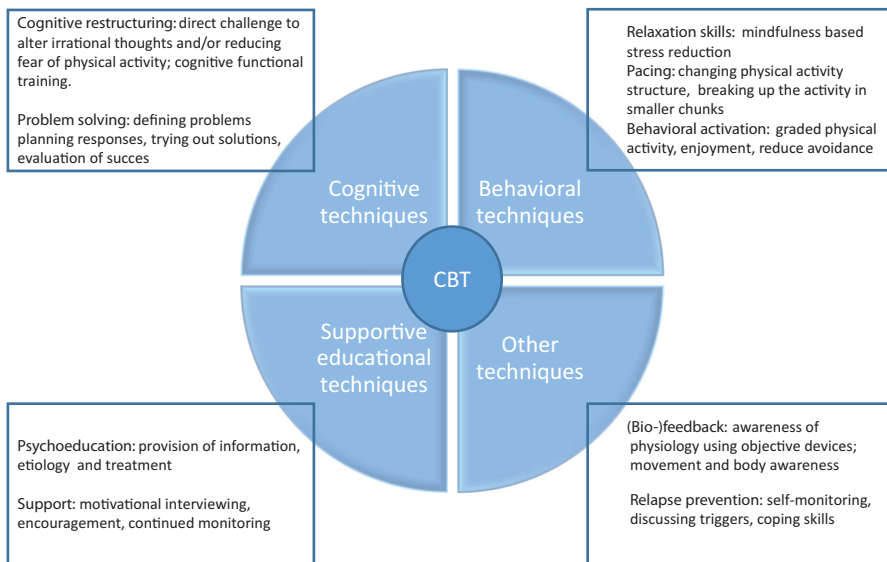 Cognitive restructuring: direct challenge to
alter irrational thoughts and/or reducing
fear of physical activity; cognitive functional
training.
Problem solving: defining problems
planning responses, trying out solutions,
evaluation of succes
Relaxation skills: mindfulness based
stress reduction
Pacing: changing physical activity
structure, breaking up the activity in
smaller chunks
Behavioral activation: graded physical
activity, enjoyment, reduce avoidance
Cognitive
techniques
Behavioral
techniques
CBT
Supportive
educational
techniques
Other
techniques
Psychoeducation: provision of information,
etiology and treatment
Support: motivational interviewing,
encouragement, continued monitoring
(Bio-)feedback: awareness of
physiology using objective devices;
movement and body awareness
Relapse prevention: self-monitoring,
discussing triggers, coping skills